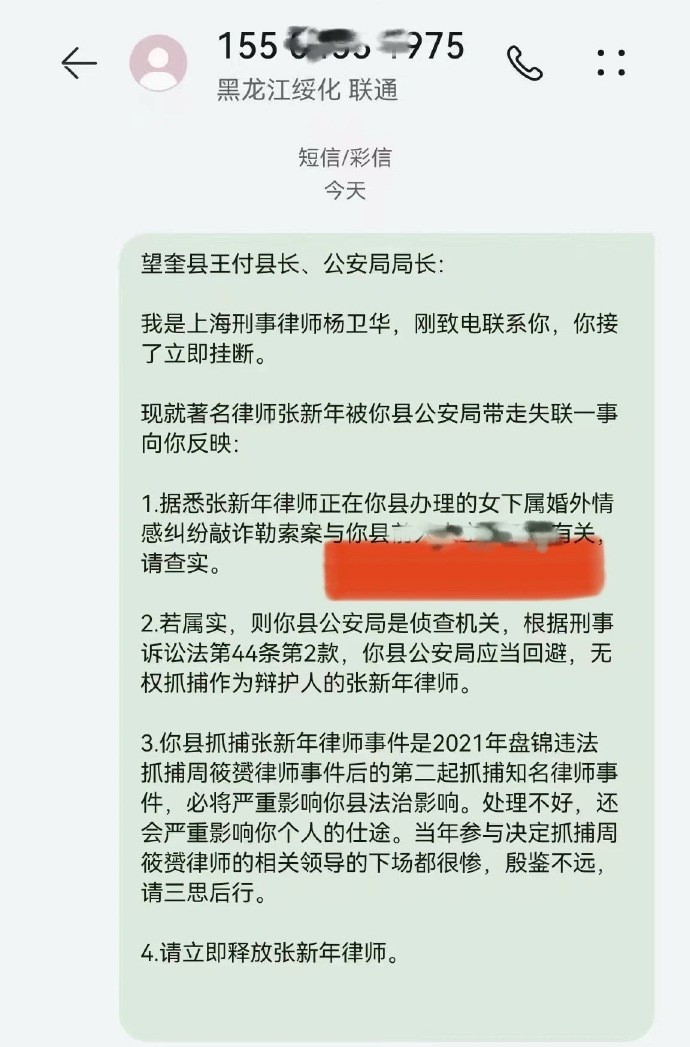 155 975
黑龙江绥化 联通
短信/彩信
今天
望奎县王付县长、公安局局长：
我是上海刑事律师杨卫华，刚致电联系你，你接
了立即挂断。
现就著名律师张新年被你县公安局带走失联一事
向你反映：
1.据悉张新年律师正在你县办理的女下属婚外情
感纠纷敲诈勒索案与你县前 有关，
请查实。
2.若属实，则你县公安局是侦查机关，根据刑事
诉讼法第44条第2款，你县公安局应当回避，无
权抓捕作为辩护人的张新年律师。
3.你县抓捕张新年律师事件是2021年盘锦违法
抓捕周筱赟律师事件后的第二起抓捕知名律师事
件，必将严重影响你县法治影响。处理不好，还
会严重影响你个人的仕途。当年参与决定抓捕周
筱赟律师的相关领导的下场都很惨，殷鉴不远，
请三思后行。
4.请立即释放张新年律师。